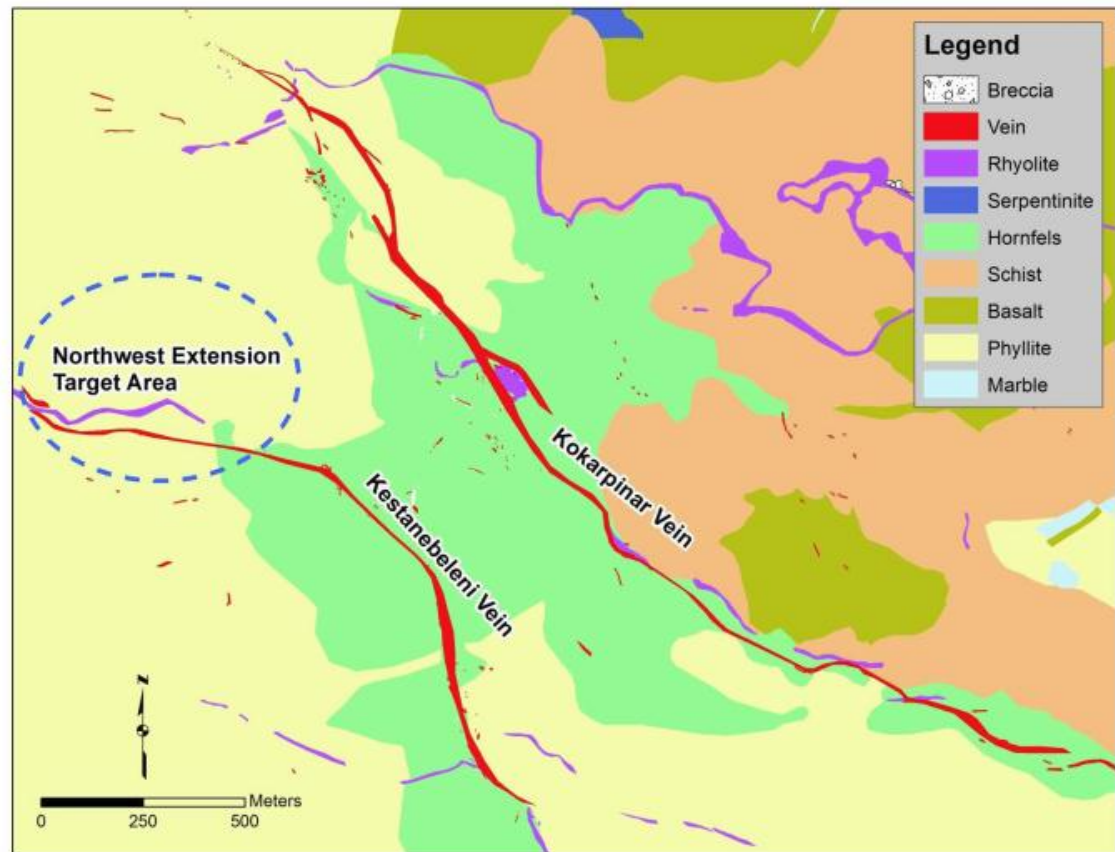 Legend
Breccia
Vein
Rhyolite
Serpentinite
Hornfels
Schist
Basalt
Phyllite
Marble
Northwest Extension
Target Area
Kokarpinar Vein
Kestanebeleni Vein
N
Meters
0 250 500